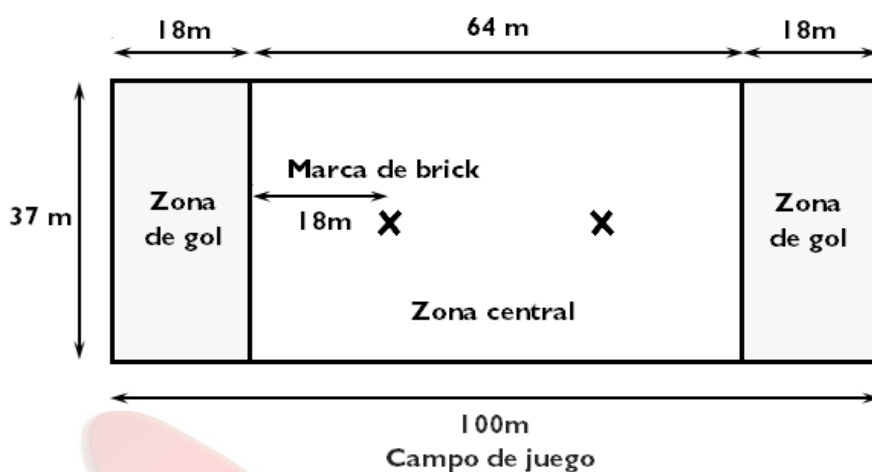 18m
64 m
18m
Marca de brick
18m
37 m
Zona
de gol
Zona
de gol
Zona central
100m
Campo de juego